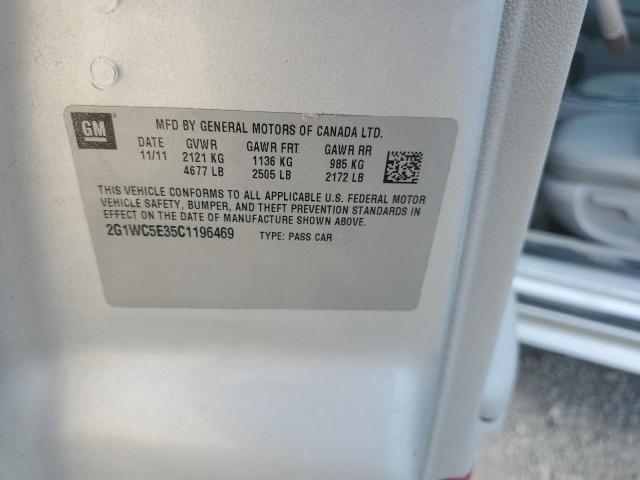 GM
MFD BY GENERAL MOTORS OF CANADA LTD.
DATE GVWR GAWR FRT GAWR RR
11/11 2121 KG 1136 KG 985 KG
4677 LB 2505 LB 2172 LB
THIS VEHICLE CONFORMS TO ALL APPLICABLE U.S. FEDERAL MOTOR
VEHICLE SAFETY, BUMPER, AND THEFT PREVENTION STANDARDS IN
EFFECT ON THE DATE OF MANUFACTURE SHOWN ABOVE.
2G1WC5E35C1196469 TYPE: PASS CAR